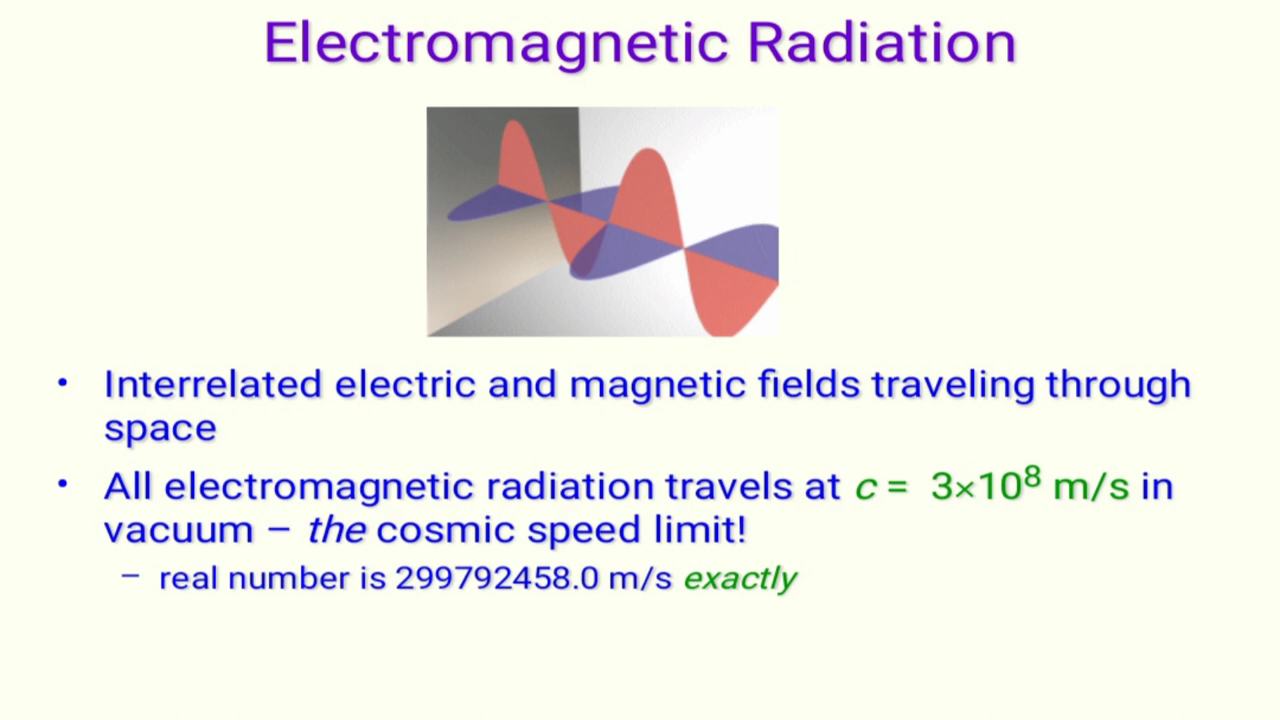 Electromagnetic Radiation
• Interrelated electric and magnetic fields traveling through
space
• All electromagnetic radiation travels at c = 3×10⁸ m/s in
vacuum – the cosmic speed limit!
– real number is 299792458.0 m/s exactly